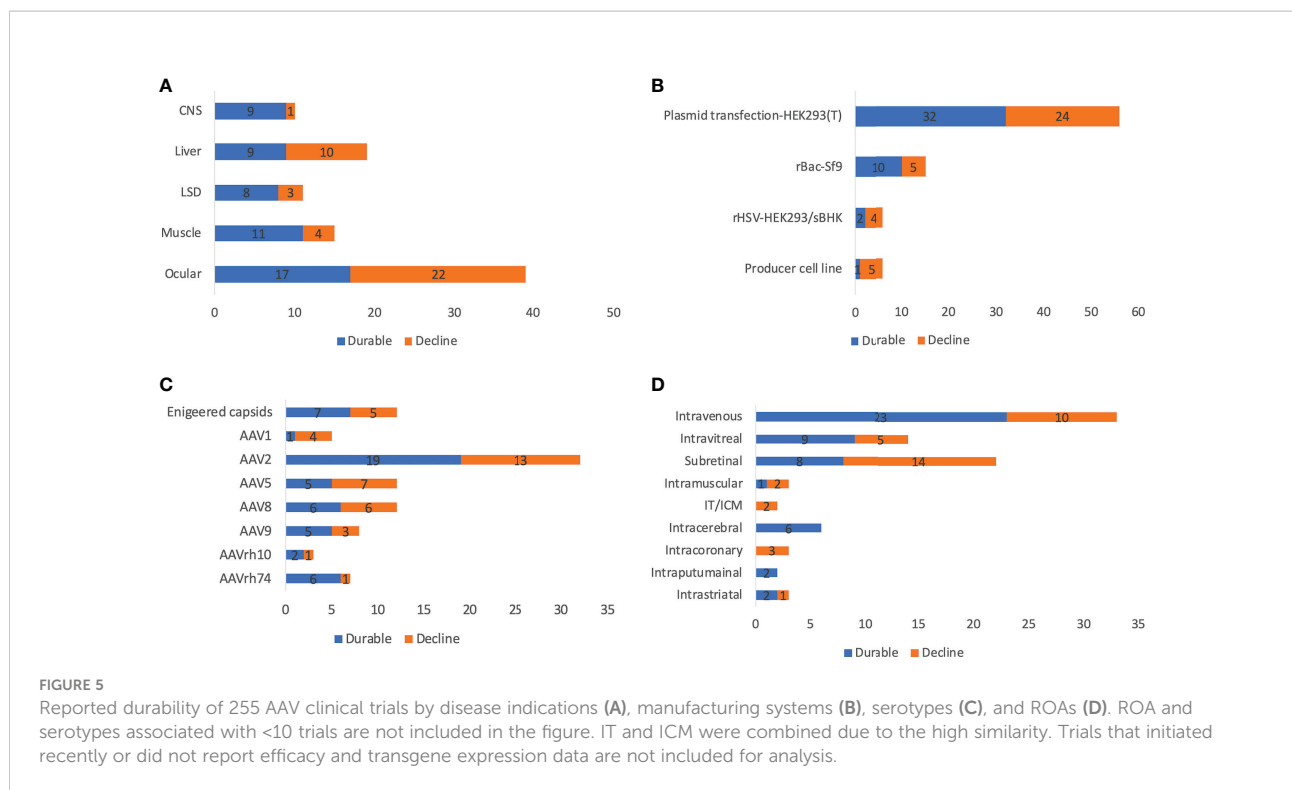 A
CNS 9 1
Liver 9 10
LSD 8 3
Muscle 11 4
Ocular 17 22
0 10 20 30 40 50
Durable Decline
B
Plasmid transfection-HEK293(T) 32 24
rBac-Sf9 10 5
rHSV-HEK293/sBHK 2 4
Producer cell line 1 5
0 10 20 30 40 50 60
Durable Decline
C
Enigeered capsids 7 5
AAV1 1 4
AAV2 19 13
AAV5 5 7
AAV8 6 6
AAV9 5 3
AAVrh10 2 1
AAVrh74 6 1
0 5 10 15 20 25 30 35
Durable Decline
D
Intravenous 23 10
Intravitreal 9 5
Subretinal 8 14
Intramuscular 1 2
IT/ICM 2
Intracerebral 6
Intracoronary 3
Intraputumainal 2
Intrastriatal 2 1
5 10 15 20 25 30 35
Durable Decline
FIGURE 5
Reported durability of 255 AAV clinical trials by disease indications (A), manufacturing systems (B), serotypes (C), and ROAs (D). ROA and
serotypes associated with <10 trials are not included in the figure. IT and ICM were combined due to the high similarity. Trials that initiated
recently or did not report efficacy and transgene expression data are not included for analysis.